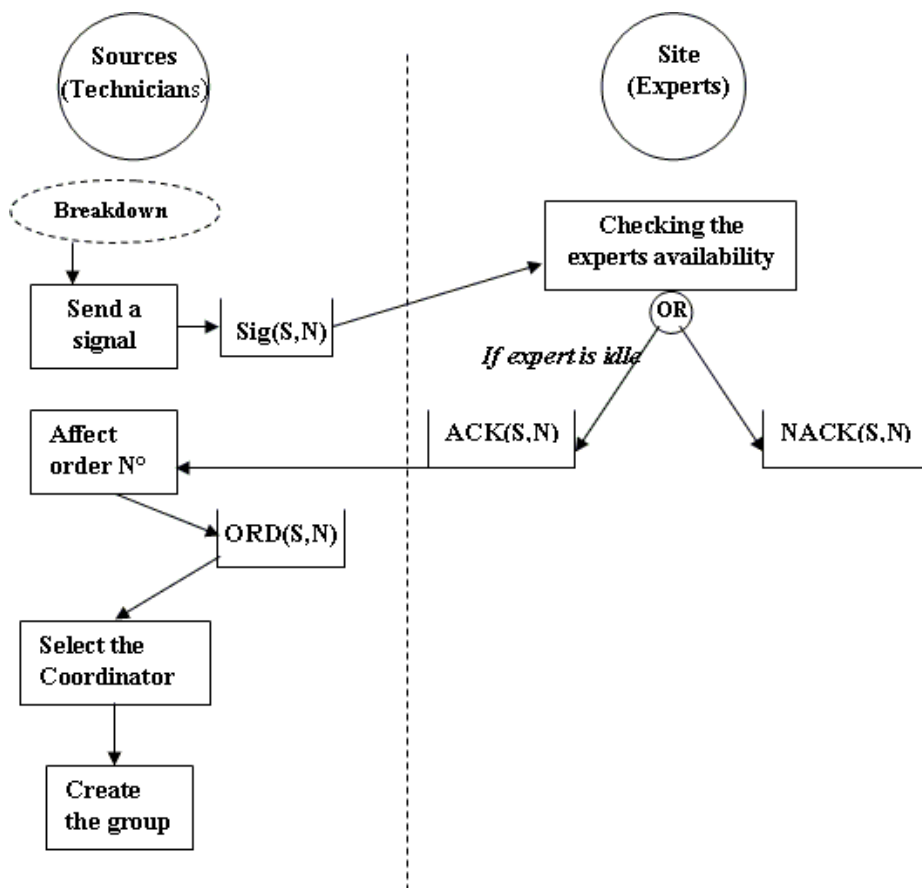 Sources
(Technicians)
Site
(Experts)
Breakdown
Checking the
experts availability
Send a
signal
Sig(S,N)
OR
If expert is idle
Affect
order N°
ACK(S,N)
NACK(S,N)
ORD(S,N)
Select the
Coordinator
Create
the group